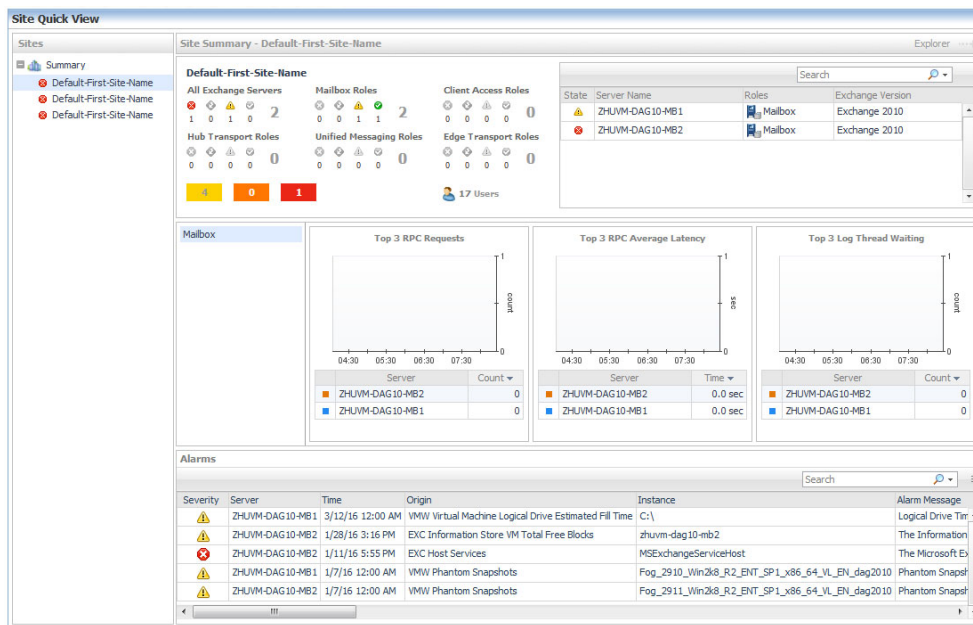 Site Quick View
Sites
Summary
Default-First-Site-Name
Default-First-Site-Name
Default-First-Site-Name
Site Summary - Default-First-Site-Name
Explorer
Default-First-Site-Name
All Exchange Servers
1 0 1 0 2
Mailbox Roles
0 0 1 1 2
Client Access Roles
0 0 0 0 0
Hub Transport Roles
0 0 0 0 0
Unified Messaging Roles
0 0 0 0 0
Edge Transport Roles
0 0 0 0 0
4 0 1
17 Users
Search
State Server Name Roles Exchange Version
ZHUVM-DAG10-MB1 Mailbox Exchange 2010
ZHUVM-DAG10-MB2 Mailbox Exchange 2010
Mailbox
Top 3 RPC Requests
1
count
0
04:30 05:30 06:30 07:30
Server Count
ZHUVM-DAG10-MB2 0
ZHUVM-DAG10-MB1 0
Top 3 RPC Average Latency
1
sec
0
04:30 05:30 06:30 07:30
Server Time
ZHUVM-DAG10-MB2 0.0 sec
ZHUVM-DAG10-MB1 0.0 sec
Top 3 Log Thread Waiting
1
count
0
04:30 05:30 06:30 07:30
Server Count
ZHUVM-DAG10-MB2 0
ZHUVM-DAG10-MB1 0
Alarms
Search
Severity Server Time Origin Instance Alarm Message
ZHUVM-DAG10-MB1 3/12/16 12:00 AM VMW Virtual Machine Logical Drive Estimated Fill Time C:\ Logical Drive Tim
ZHUVM-DAG10-MB2 1/28/16 3:16 PM EXC Information Store VM Total Free Blocks zhuvm-dag10-mb2 The Information
ZHUVM-DAG10-MB2 1/11/16 5:55 PM EXC Host Services MSExchangeServiceHost The Microsoft Ex
ZHUVM-DAG10-MB1 1/7/16 12:00 AM VMW Phantom Snapshots Fog_2910_Win2k8_R2_ENT_SP1_x86_64_VL_EN_dag2010 Phantom Snapsh
ZHUVM-DAG10-MB2 1/7/16 12:00 AM VMW Phantom Snapshots Fog_2911_Win2k8_R2_ENT_SP1_x86_64_VL_EN_dag2010 Phantom Snapsh